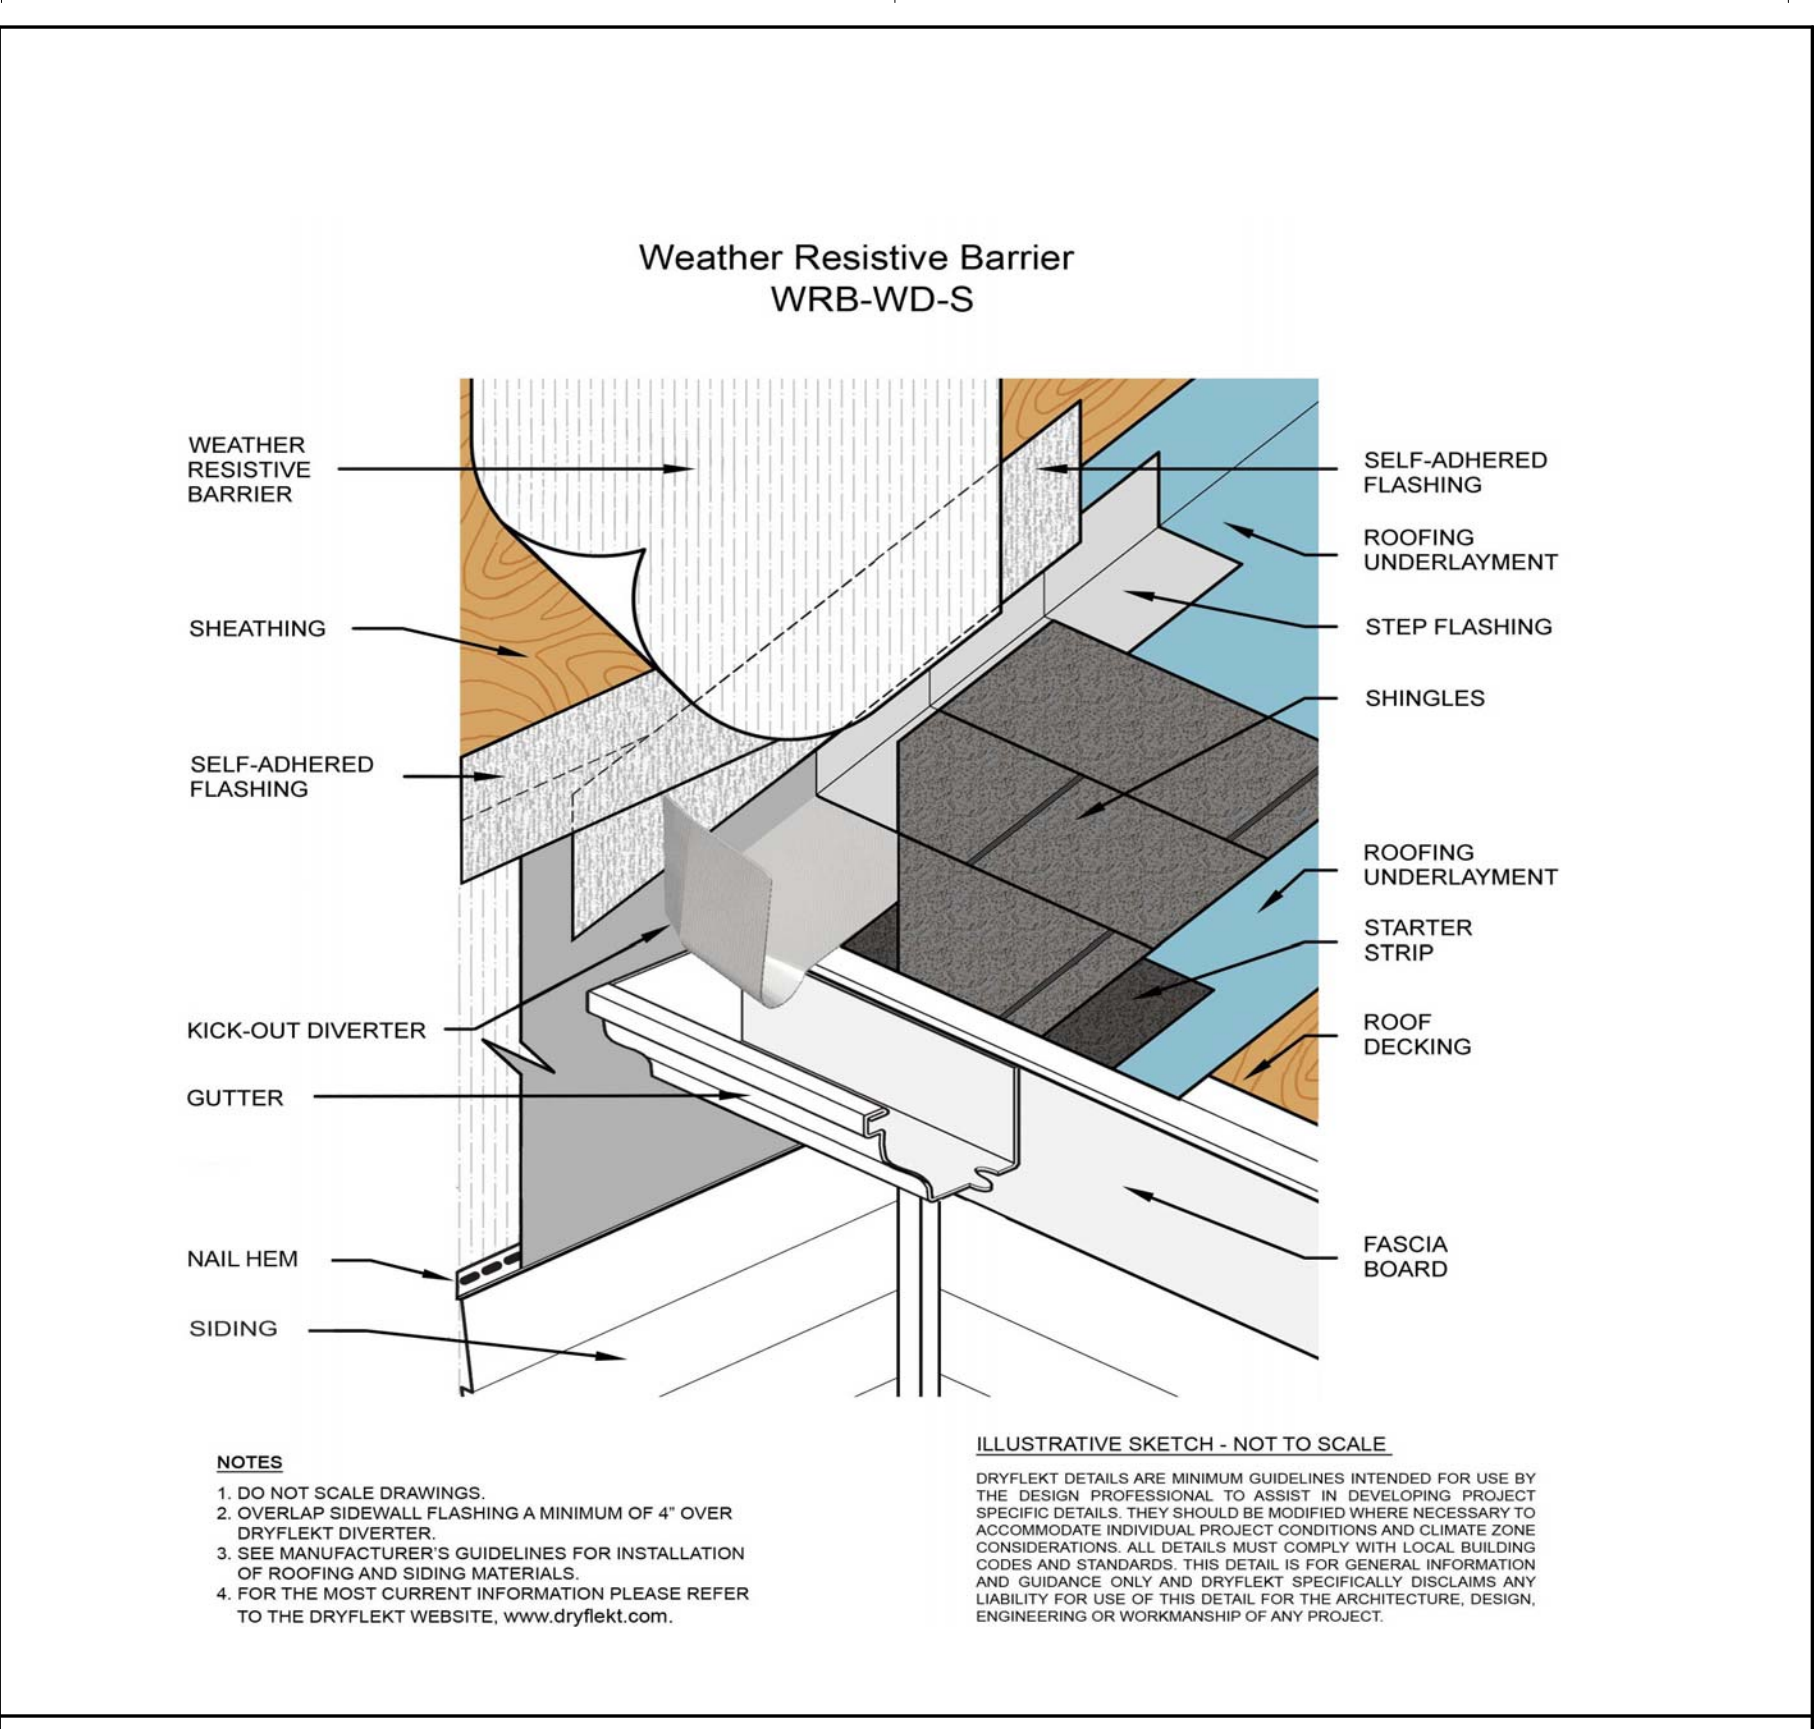 Weather Resistive Barrier
WRB-WD-S
WEATHER
RESISTIVE
BARRIER
SHEATHING
SELF-ADHERED
FLASHING
KICK-OUT DIVERTER
GUTTER
NAIL HEM
SIDING
SELF-ADHERED
FLASHING
ROOFING
UNDERLAYMENT
STEP FLASHING
SHINGLES
ROOFING
UNDERLAYMENT
STARTER
STRIP
ROOF
DECKING
FASCIA
BOARD
NOTES
1. DO NOT SCALE DRAWINGS.
2. OVERLAP SIDEWALL FLASHING A MINIMUM OF 4" OVER
DRYFLEKT DIVERTER.
3. SEE MANUFACTURER'S GUIDELINES FOR INSTALLATION
OF ROOFING AND SIDING MATERIALS.
4. FOR THE MOST CURRENT INFORMATION PLEASE REFER
TO THE DRYFLEKT WEBSITE, www.dryflekt.com.
ILLUSTRATIVE SKETCH - NOT TO SCALE
DRYFLEKT DETAILS ARE MINIMUM GUIDELINES INTENDED FOR USE BY
THE DESIGN PROFESSIONAL TO ASSIST IN DEVELOPING PROJECT
SPECIFIC DETAILS. THEY SHOULD BE MODIFIED WHERE NECESSARY TO
ACCOMMODATE INDIVIDUAL PROJECT CONDITIONS AND CLIMATE ZONE
CONSIDERATIONS. ALL DETAILS MUST COMPLY WITH LOCAL BUILDING
CODES AND STANDARDS. THIS DETAIL IS FOR GENERAL INFORMATION
AND GUIDANCE ONLY AND DRYFLEKT SPECIFICALLY DISCLAIMS ANY
LIABILITY FOR USE OF THIS DETAIL FOR THE ARCHITECTURE, DESIGN,
ENGINEERING OR WORKMANSHIP OF ANY PROJECT.